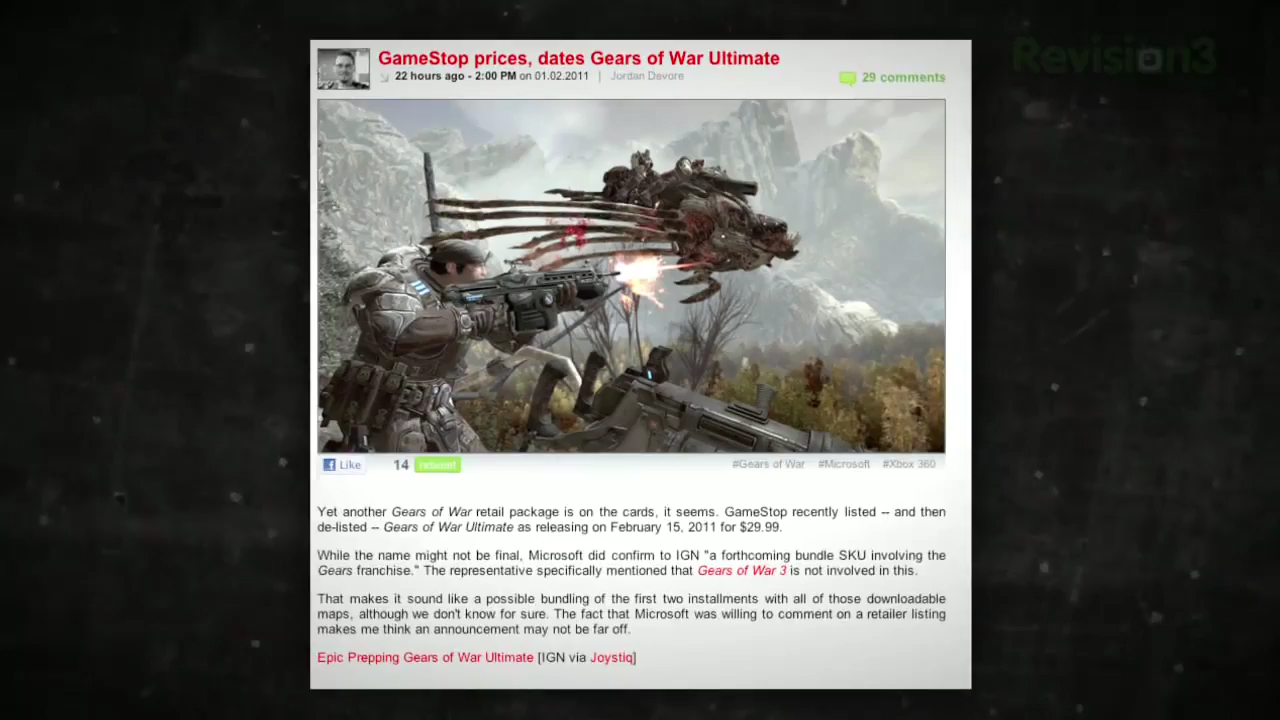 Revision3
GameStop prices, dates Gears of War Ultimate
22 hours ago - 2:00 PM on 01.02.2011 | Jordan Devore
29 comments
Like
14 retweet
#Gears of War #Microsoft #Xbox 360
Yet another Gears of War retail package is on the cards, it seems. GameStop recently listed -- and then
de-listed -- Gears of War Ultimate as releasing on February 15, 2011 for $29.99.
While the name might not be final, Microsoft did confirm to IGN "a forthcoming bundle SKU involving the
Gears franchise." The representative specifically mentioned that Gears of War 3 is not involved in this.
That makes it sound like a possible bundling of the first two installments with all of those downloadable
maps, although we don't know for sure. The fact that Microsoft was willing to comment on a retailer listing
makes me think an announcement may not be far off.
Epic Prepping Gears of War Ultimate [IGN via Joystiq]